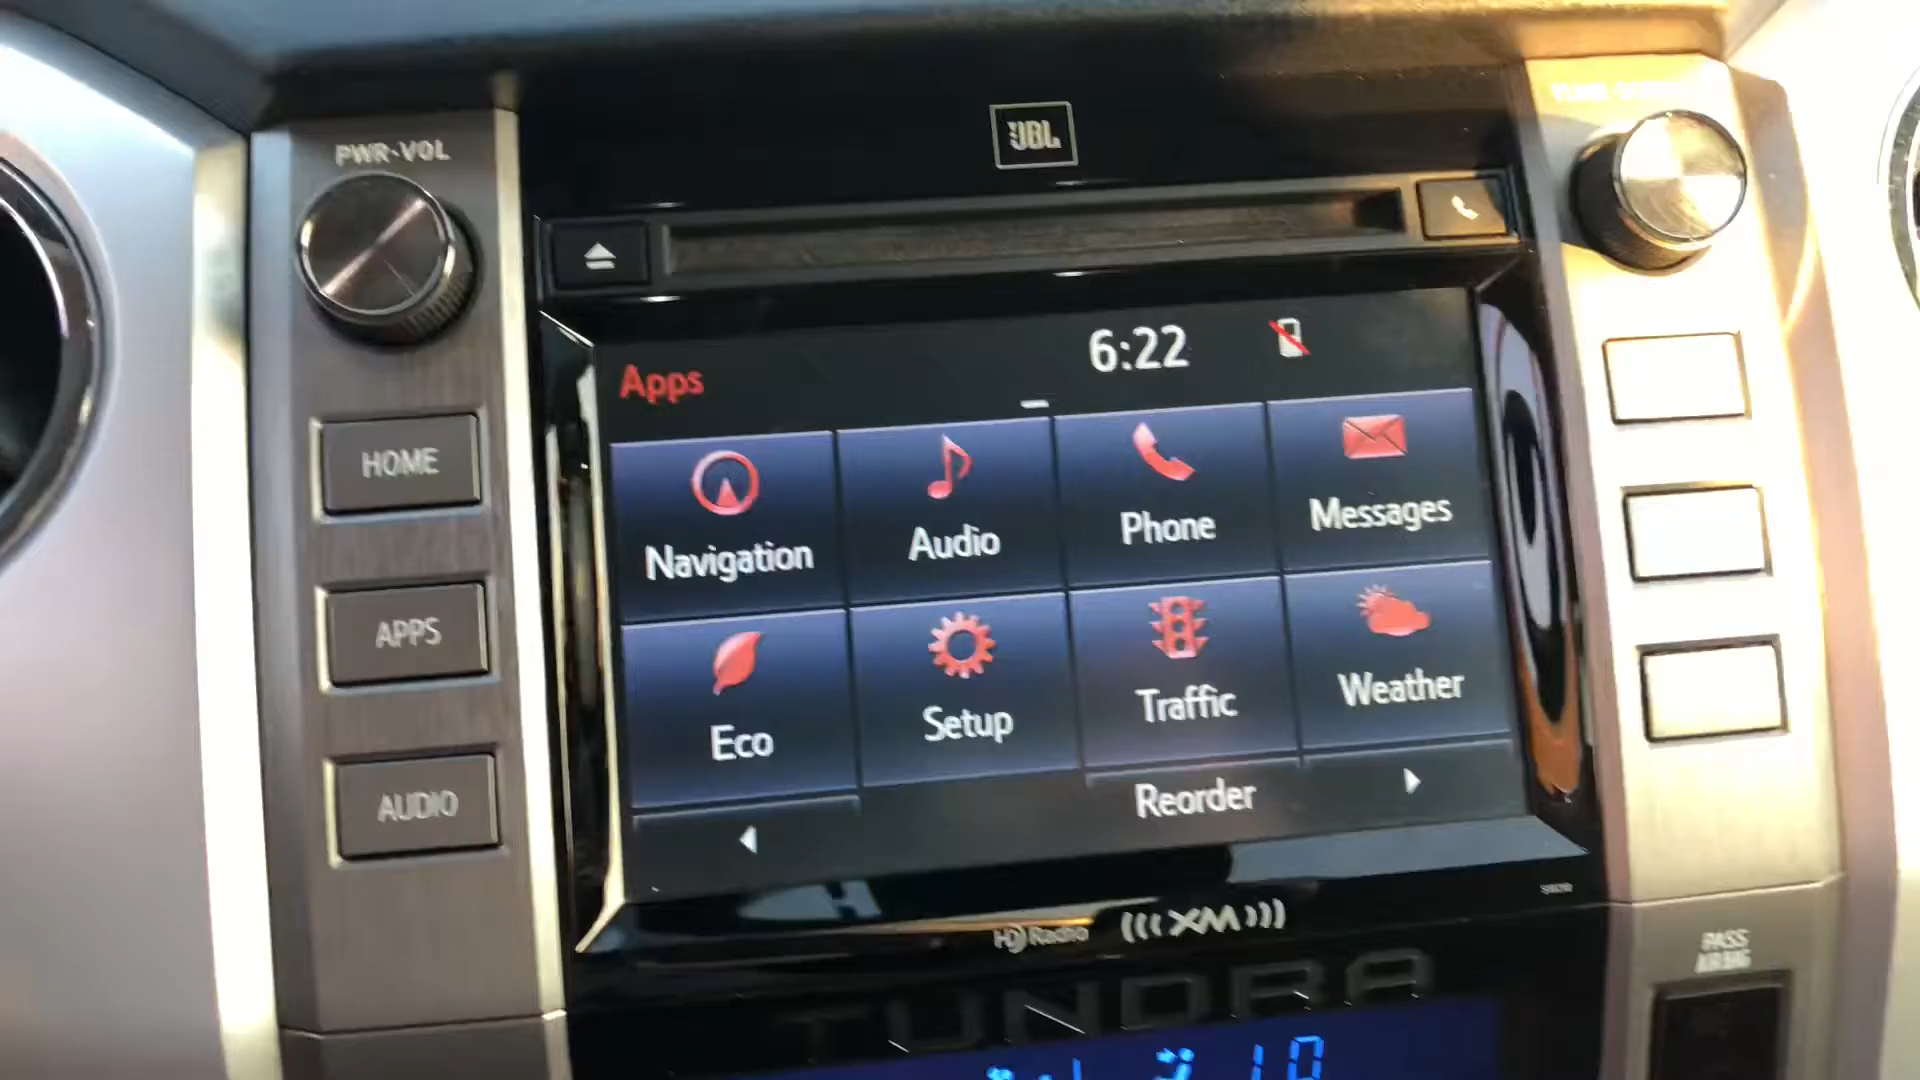 JBL
PWR·VOL
6:22
Apps
HOME
Navigation
Audio
Phone
Messages
APPS
Eco
Setup
Traffic
Weather
AUDIO
Reorder
HD Radio
(((XM)))
PASS
AIRBAG
TUNDRA